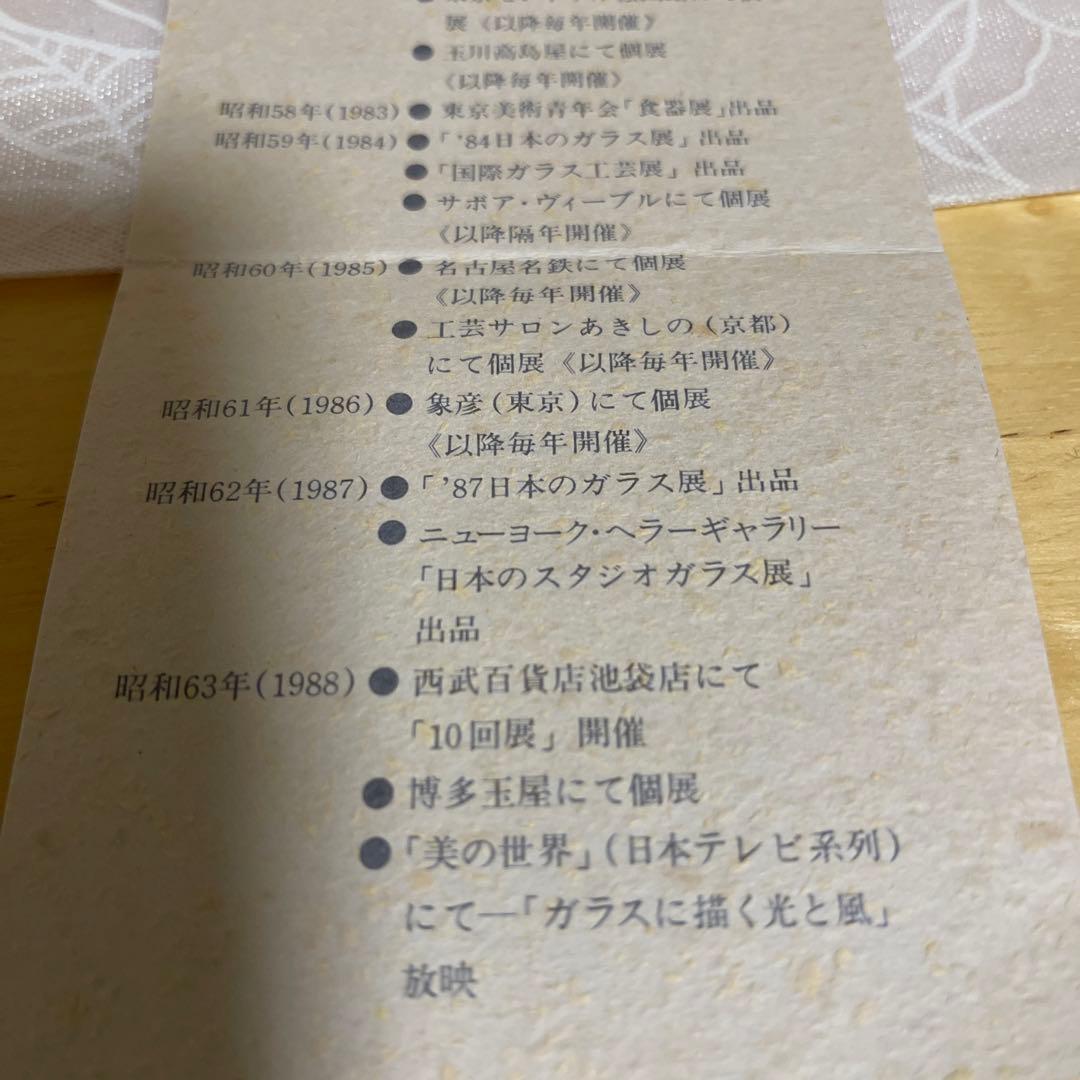 展《以降毎年開催》
● 玉川高島屋にて個展
《以降毎年開催》
昭和58年(1983) ● 東京美術青年会「食器展」出品
昭和59年(1984) ● 「’84日本のガラス展」出品
● 「国際ガラス工芸展」出品
● サボア・ヴィーブルにて個展
《以降隔年開催》
昭和60年(1985) ● 名古屋名鉄にて個展
《以降毎年開催》
● 工芸サロンあきしの(京都)
にて個展《以降毎年開催》
昭和61年(1986) ● 象彦(東京)にて個展
《以降毎年開催》
昭和62年(1987) ● 「’87日本のガラス展」出品
● ニューヨーク・ヘラーギャラリー
「日本のスタジオガラス展」
出品
昭和63年(1988) ● 西武百貨店池袋店にて
「10回展」開催
● 博多玉屋にて個展
● 「美の世界」(日本テレビ系列)
にて―「ガラスに描く光と風」
放映